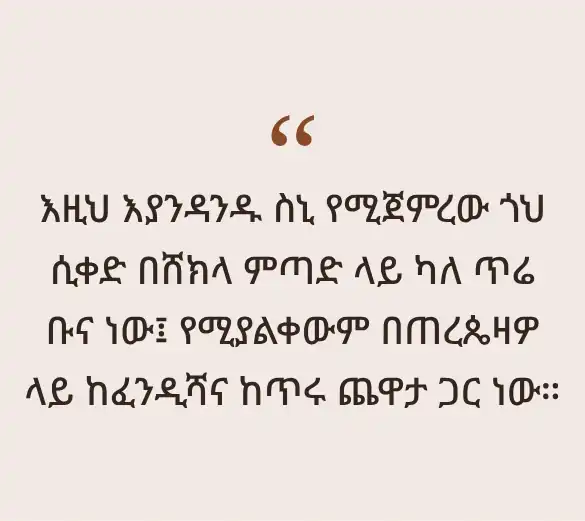 “
እዚህ እያንዳንዱ ስኒ የሚጀምረው ጎህ
ሲቀድ በሸክላ ምጣድ ላይ ካለ ጥሬ
ቡና ነው፤ የሚያልቀውም በጠረጴዛዎ
ላይ ከፈንዲሻና ከጥሩ ጨዋታ ጋር ነው።